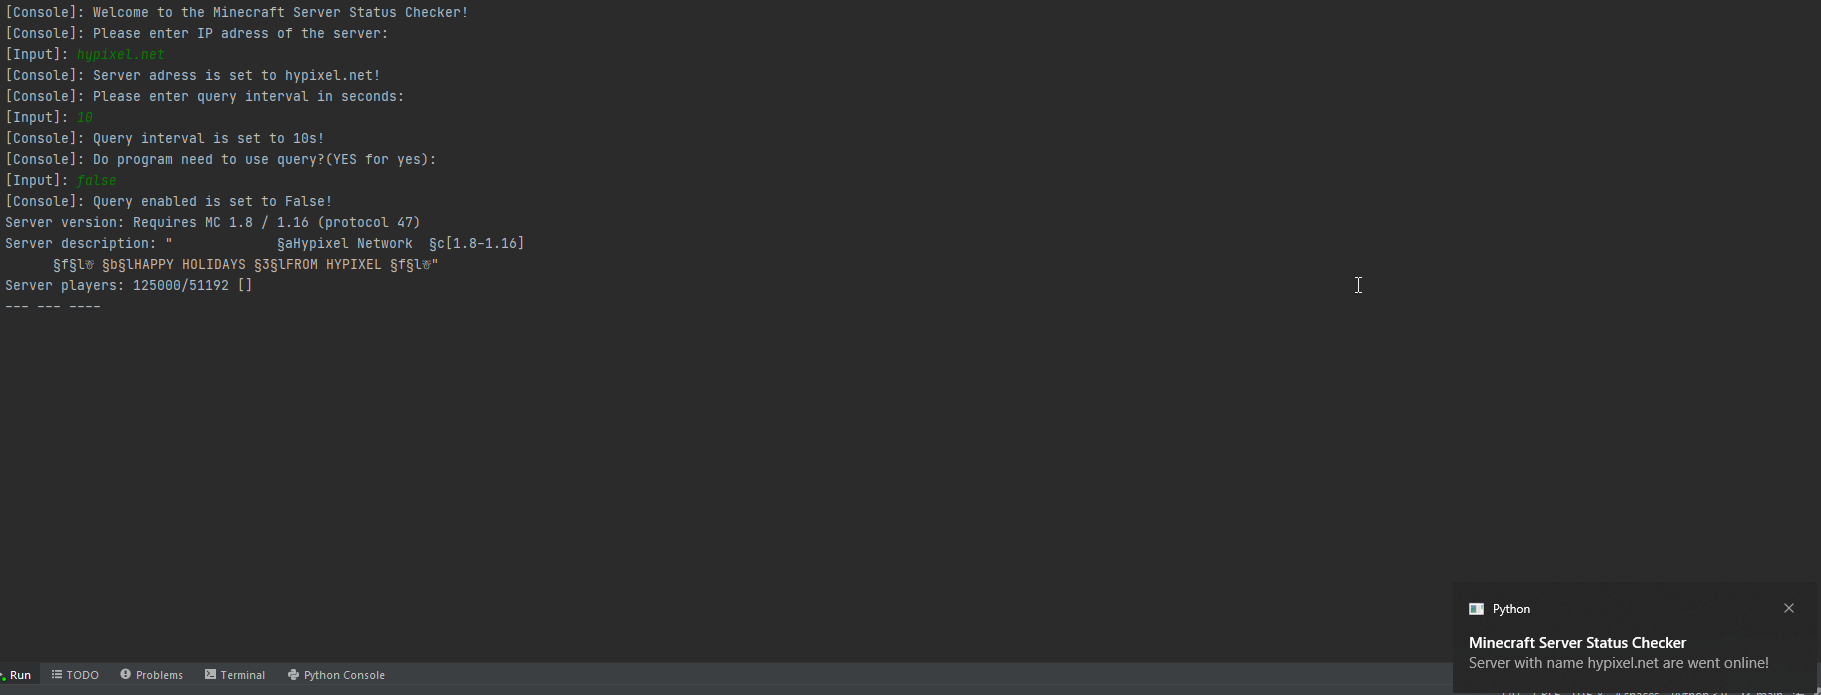 [Console]: Welcome to the Minecraft Server Status Checker!
[Console]: Please enter IP adress of the server:
[Input]: hypixel.net
[Console]: Server adress is set to hypixel.net!
[Console]: Please enter query interval in seconds:
[Input]: 10
[Console]: Query interval is set to 10s!
[Console]: Do program need to use query?(YES for yes):
[Input]: false
[Console]: Query enabled is set to False!
Server version: Requires MC 1.8 / 1.16 (protocol 47)
Server description: "             §aHypixel Network  §c[1.8-1.16]
      §f§l☃ §b§lHAPPY HOLIDAYS §3§lFROM HYPIXEL §f§l☃"
Server players: 125000/51192 []
--- --- ----
Python
Minecraft Server Status Checker
Server with name hypixel.net are went online!
Run TODO Problems Terminal Python Console